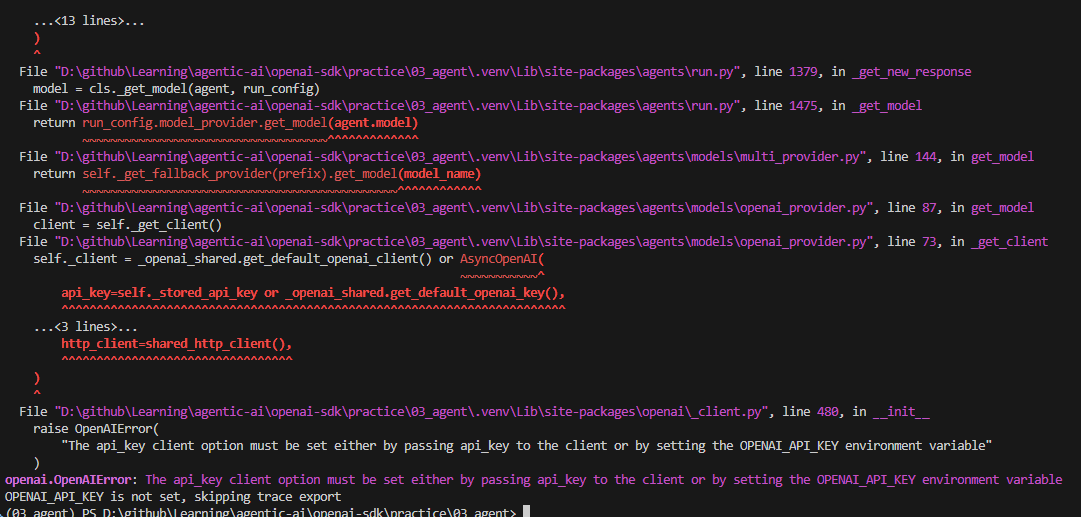 ...<13 lines>...
)
^
File "D:\github\Learning\agentic-ai\openai-sdk\practice\03_agent\.venv\Lib\site-packages\agents\run.py", line 1379, in _get_new_response
model = cls._get_model(agent, run_config)
File "D:\github\Learning\agentic-ai\openai-sdk\practice\03_agent\.venv\Lib\site-packages\agents\run.py", line 1475, in _get_model
return run_config.model_provider.get_model(agent.model)
~~~~~~~~~~~~~~~~~~~~~~~~~~~~~~~~~~~^^^^^^^^^^^^^
File "D:\github\Learning\agentic-ai\openai-sdk\practice\03_agent\.venv\Lib\site-packages\agents\models\multi_provider.py", line 144, in get_model
return self._get_fallback_provider(prefix).get_model(model_name)
~~~~~~~~~~~~~~~~~~~~~~~~~~~~~~~~~~~~~~~~~~~~~^^^^^^^^^^^^
File "D:\github\Learning\agentic-ai\openai-sdk\practice\03_agent\.venv\Lib\site-packages\agents\models\openai_provider.py", line 87, in get_model
client = self._get_client()
File "D:\github\Learning\agentic-ai\openai-sdk\practice\03_agent\.venv\Lib\site-packages\agents\models\openai_provider.py", line 73, in _get_client
self._client = _openai_shared.get_default_openai_client() or AsyncOpenAI(
~~~~~~~~~~~^
api_key=self._stored_api_key or _openai_shared.get_default_openai_key(),
^^^^^^^^^^^^^^^^^^^^^^^^^^^^^^^^^^^^^^^^^^^^^^^^^^^^^^^^^^^^^^^^^^^^^^^^
...<3 lines>...
http_client=shared_http_client(),
^^^^^^^^^^^^^^^^^^^^^^^^^^^^^^^^^
)
^
File "D:\github\Learning\agentic-ai\openai-sdk\practice\03_agent\.venv\Lib\site-packages\openai\_client.py", line 480, in __init__
raise OpenAIError(
"The api_key client option must be set either by passing api_key to the client or by setting the OPENAI_API_KEY environment variable"
)
openai.OpenAIError: The api_key client option must be set either by passing api_key to the client or by setting the OPENAI_API_KEY environment variable
OPENAI_API_KEY is not set, skipping trace export
(03_agent) PS D:\github\Learning\agentic-ai\openai-sdk\practice\03_agent>